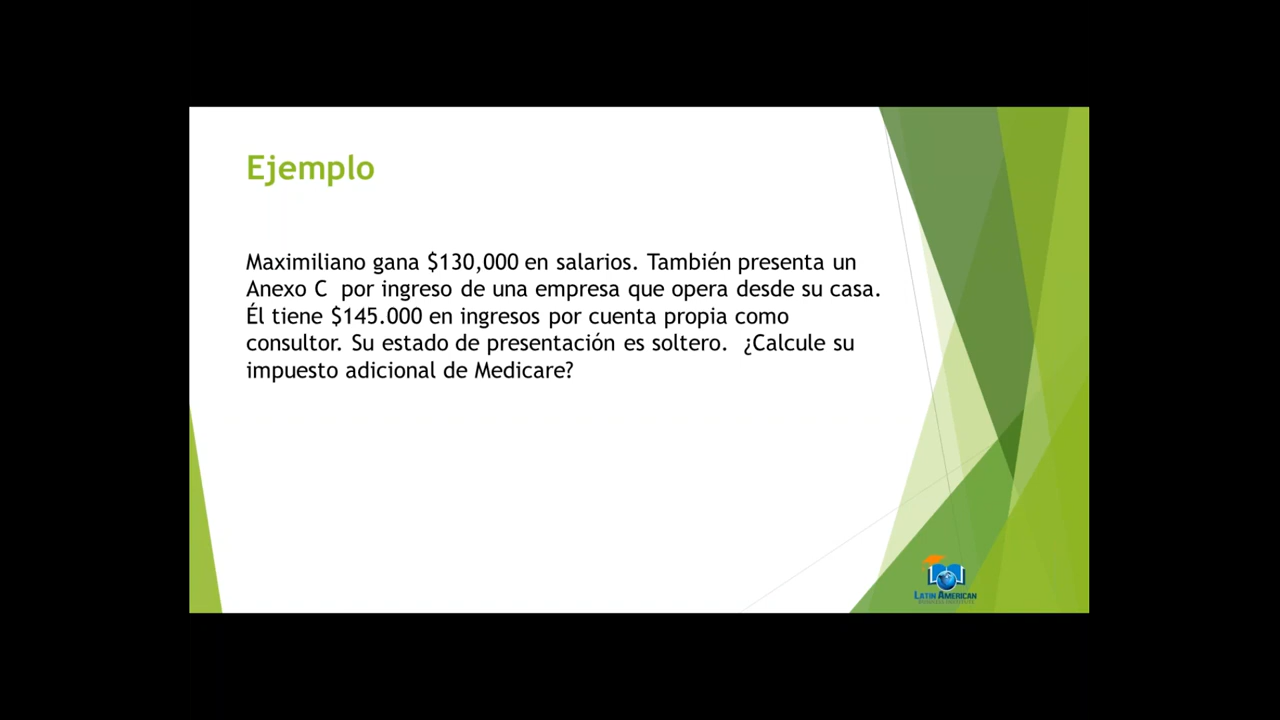 Ejemplo
Maximiliano gana $130,000 en salarios. También presenta un
Anexo C  por ingreso de una empresa que opera desde su casa.
Él tiene $145.000 en ingresos por cuenta propia como
consultor. Su estado de presentación es soltero.  ¿Calcule su
impuesto adicional de Medicare?
LATIN AMERICAN